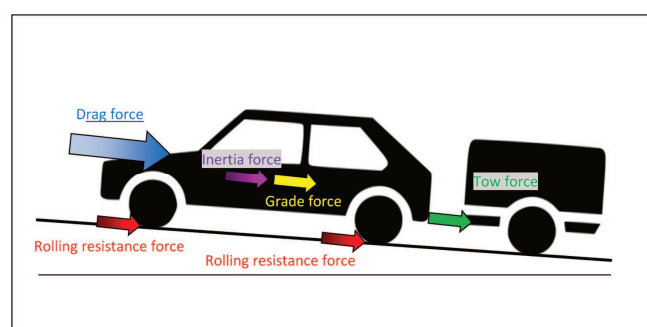 Drag force
Inertia force
Grade force
Tow force
Rolling resistance force
Rolling resistance force